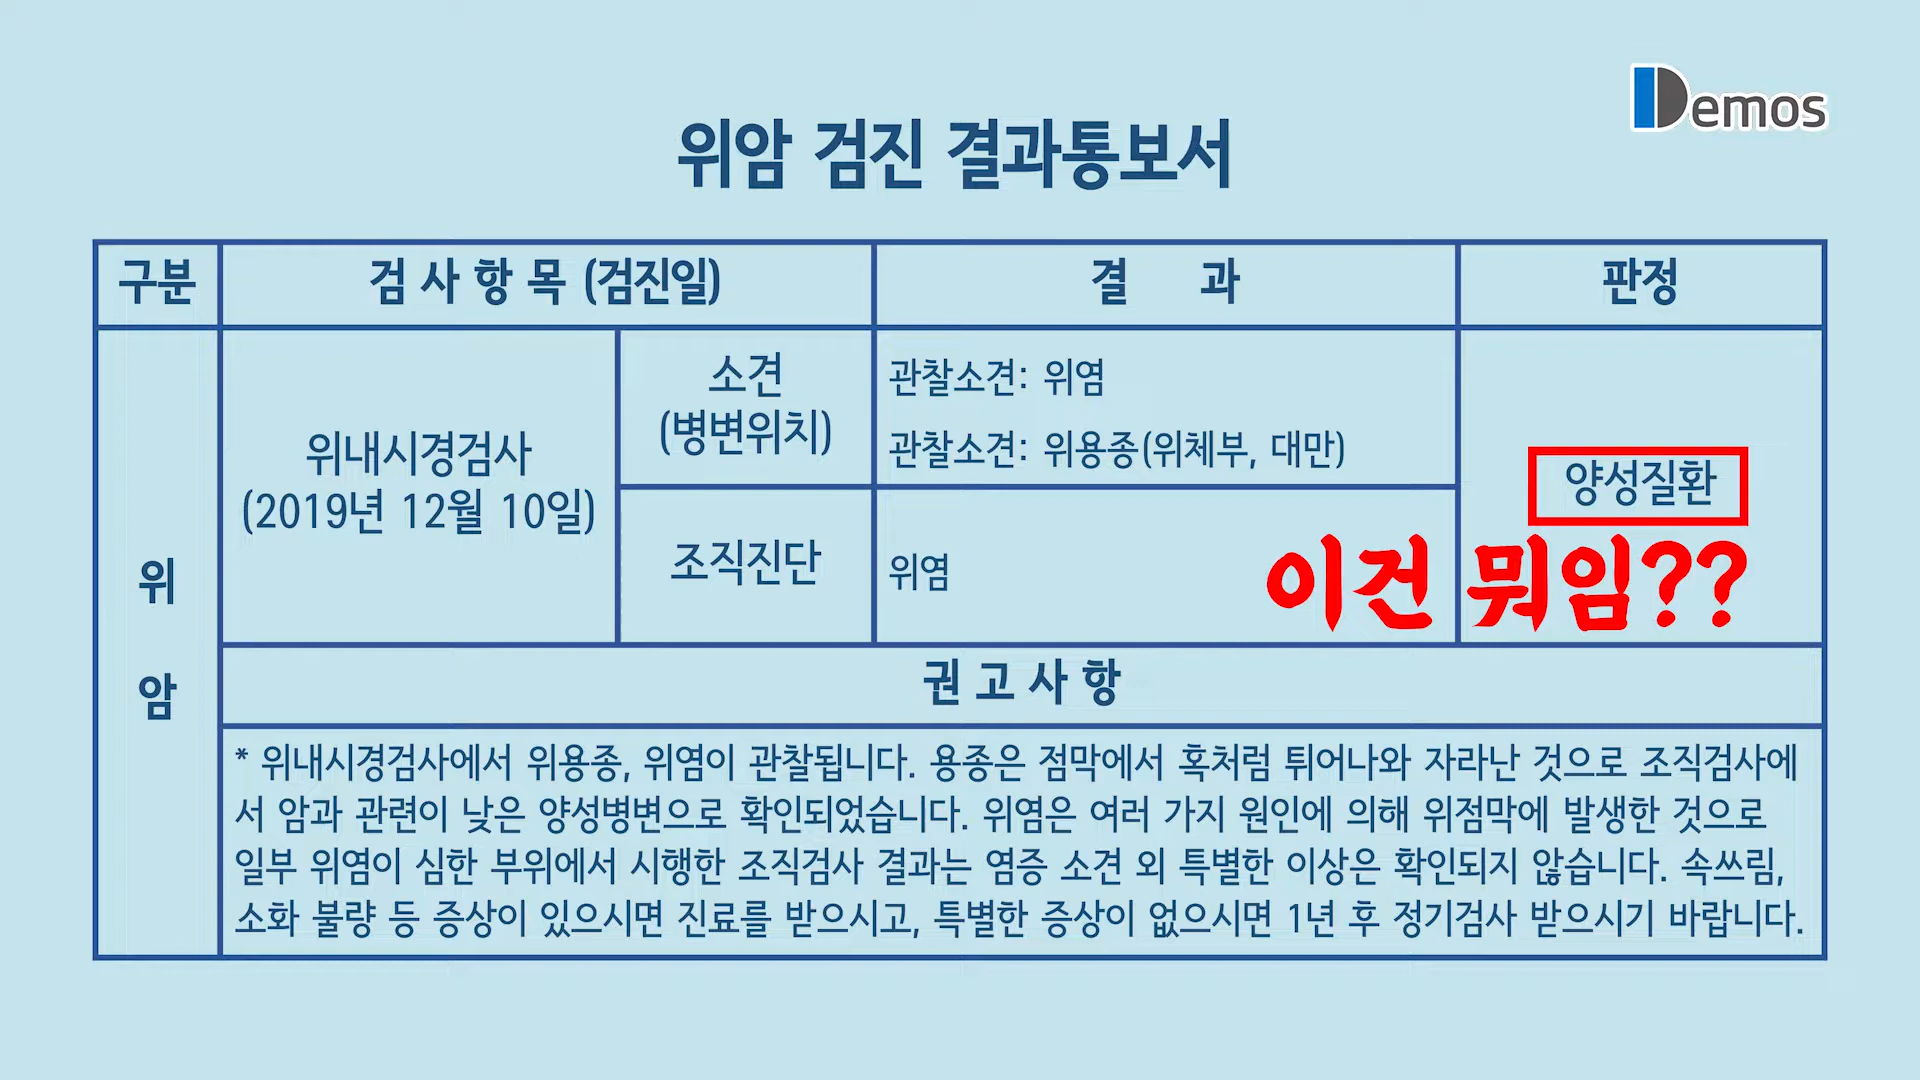 Demos
위암 검진 결과통보서
구분
검 사 항 목 (검진일)
결 과
판정
위
암
위내시경검사
(2019년 12월 10일)
소견
(병변위치)
관찰소견: 위염
관찰소견: 위용종(위체부, 대만)
조직진단
위염
양성질환
이건 뭐임??
권 고 사 항
* 위내시경검사에서 위용종, 위염이 관찰됩니다. 용종은 점막에서 혹처럼 튀어나와 자라난 것으로 조직검사에
서 암과 관련이 낮은 양성병변으로 확인되었습니다. 위염은 여러 가지 원인에 의해 위점막에 발생한 것으로
일부 위염이 심한 부위에서 시행한 조직검사 결과는 염증 소견 외 특별한 이상은 확인되지 않습니다. 속쓰림,
소화 불량 등 증상이 있으시면 진료를 받으시고, 특별한 증상이 없으시면 1년 후 정기검사 받으시기 바랍니다.